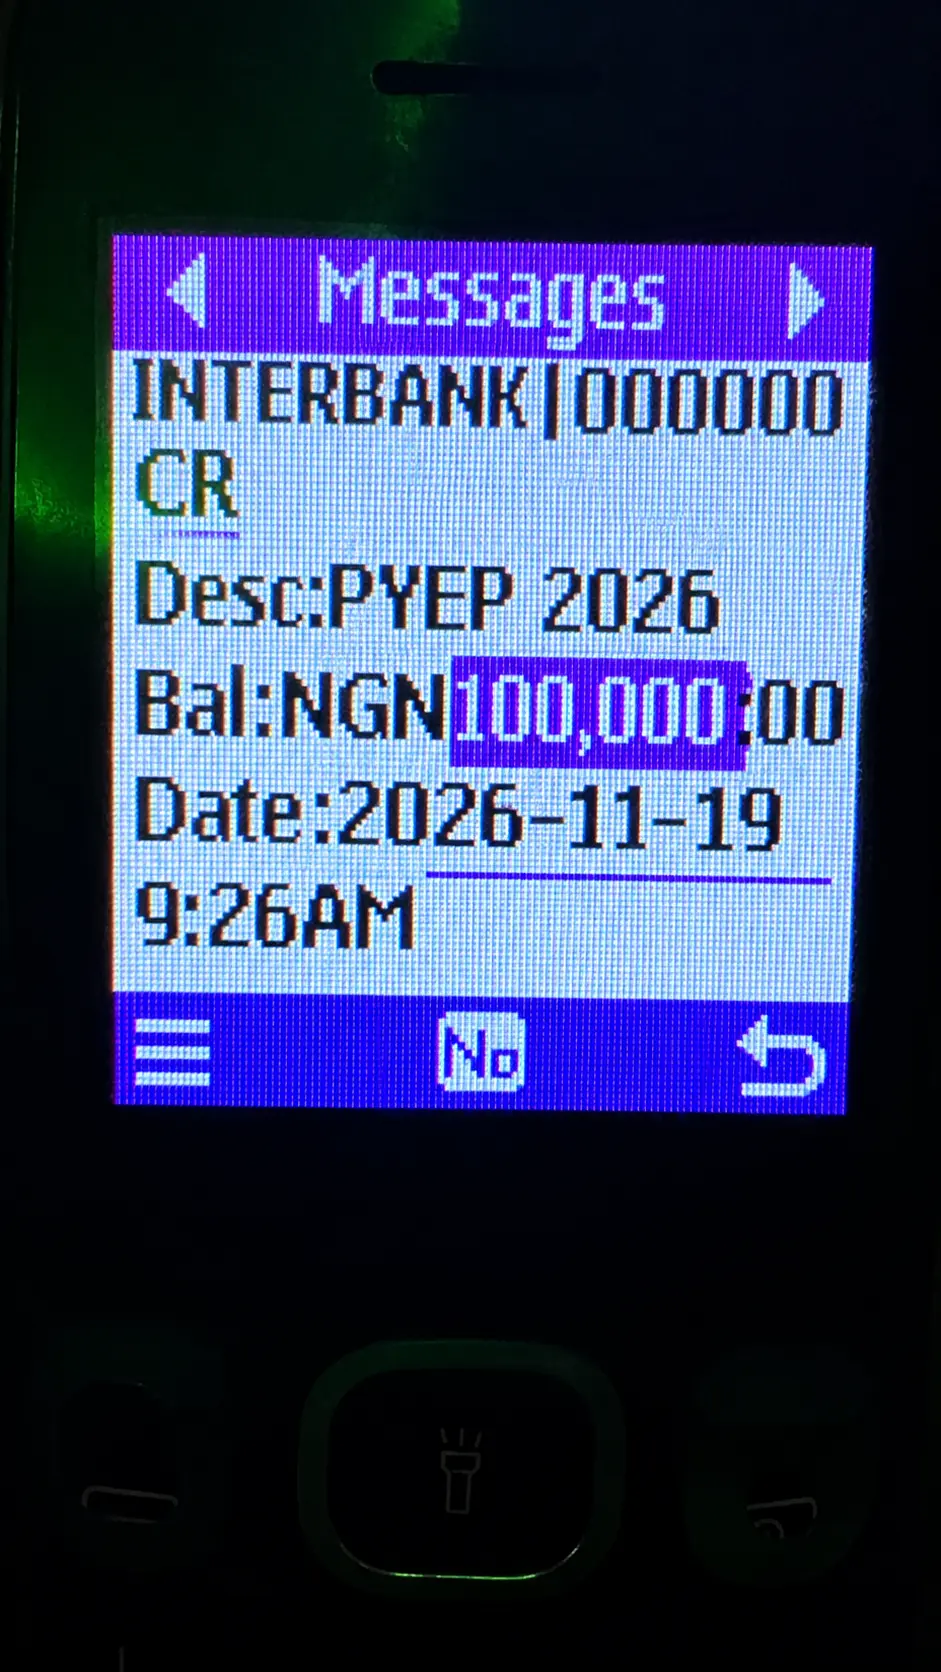 Messages
INTERBANK|000000
CR
Desc:PYEP 2026
Bal:NGN100,000:00
Date:2026-11-19
9:26AM
No